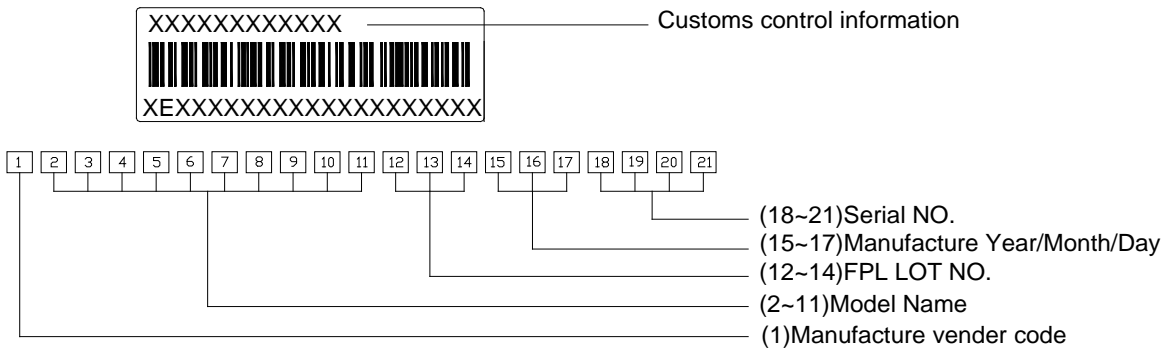 XXXXXXXXXXXX
Customs control information
XEXXXXXXXXXXXXXXXXXXX
1 2 3 4 5 6 7 8 9 10 11 12 13 14 15 16 17 18 19 20 21
(18~21)Serial NO.
(15~17)Manufacture Year/Month/Day
(12~14)FPL LOT NO.
(2~11)Model Name
(1)Manufacture vender code